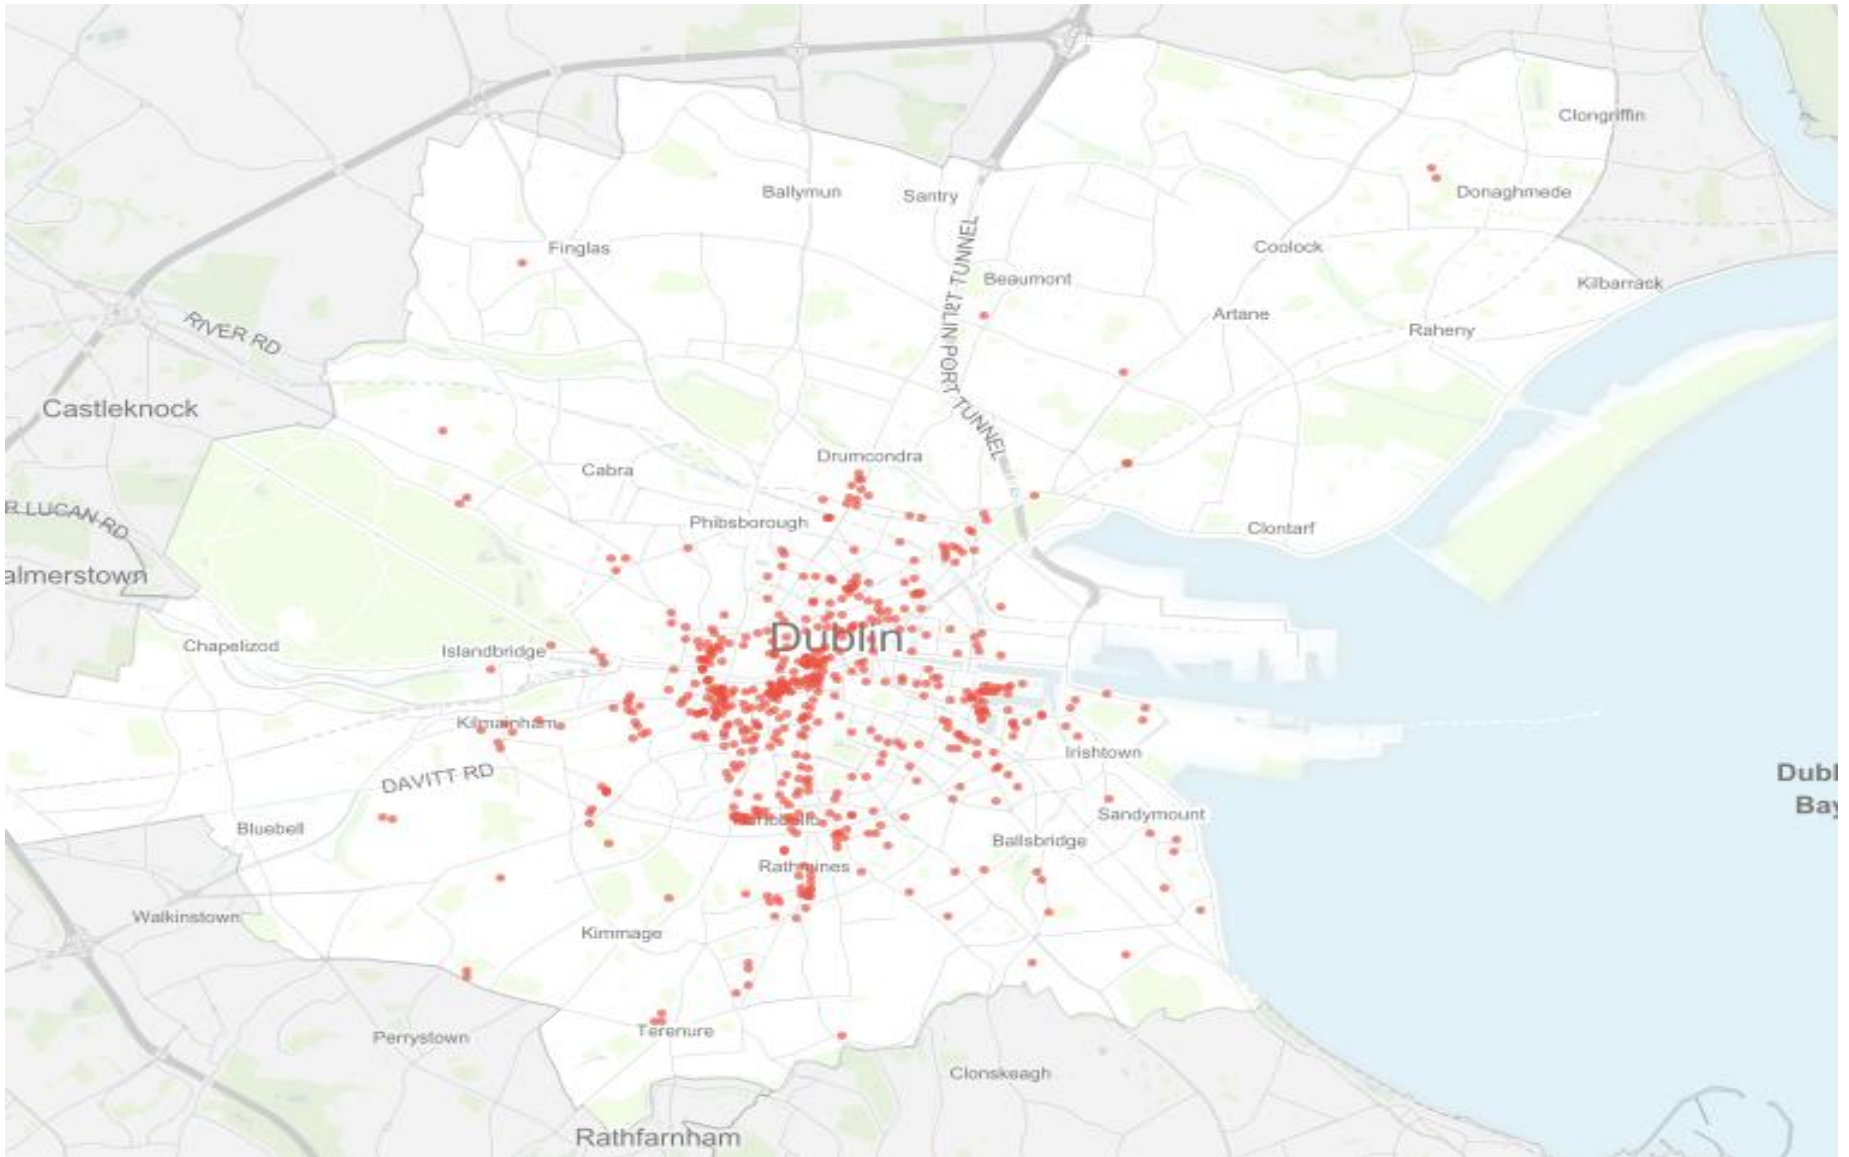 Clongriffin
Ballymun
Santry
Donaghmede
Finglas
Coolock
Beaumont
Kilbarrack
Artane
RIVER RD
Raheny
Castleknock
TUNNEL
Drumcondra
Cabra
R LUCAN RD
Phibsborough
Clontarf
almerstown
Dublin
Chapelizod
Islandbridge
Kilmainham
Irishtown
DAVITT RD
Dubl
Bay
Sandymount
Bluebell
Ballsbridge
Rathmines
Walkinstown
Kimmage
Terenure
Perrystown
Clonskeagh
Rathfarnham